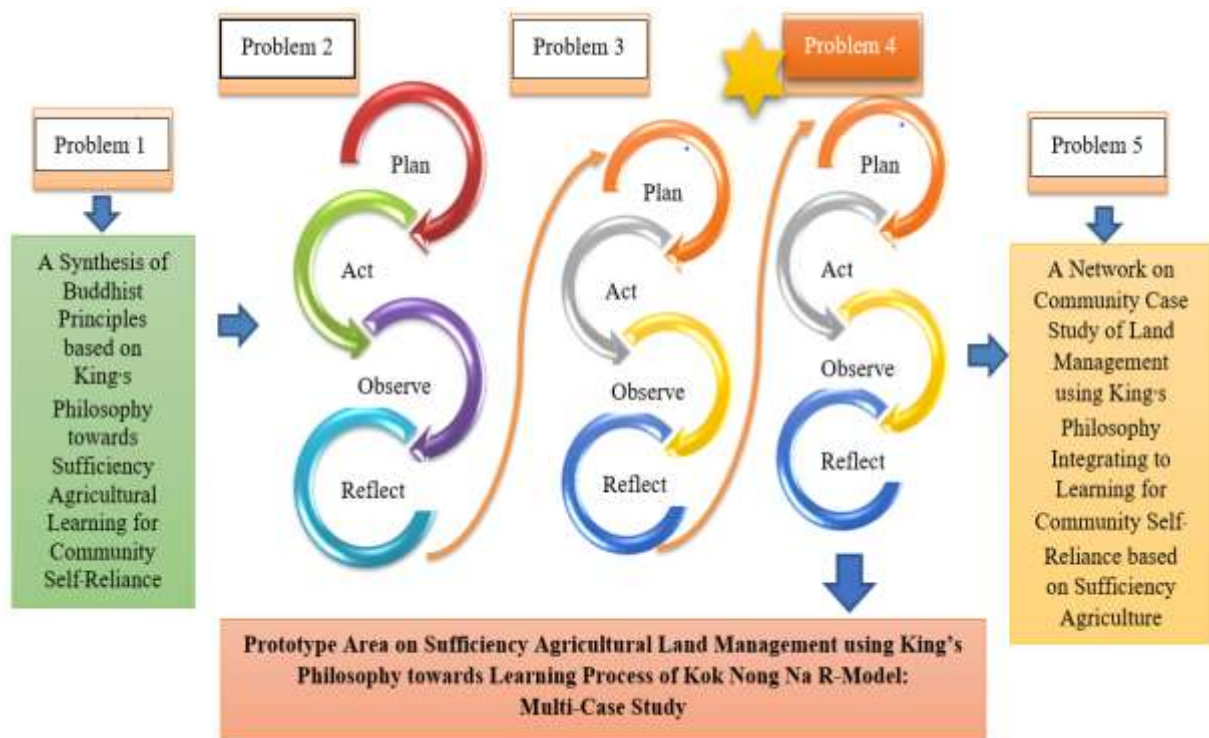 Problem 1
A Synthesis of
Buddhist
Principles
based on
King's
Philosophy
towards
Sufficiency
Agricultural
Learning for
Community
Self-Reliance
Problem 2
Plan
Act
Observe
Reflect
Problem 3
Plan
Act
Observe
Reflect
Problem 4
Plan
Act
Observe
Reflect
Problem 5
A Network on
Community Case
Study of Land
Management
using King's
Philosophy
Integrating to
Learning for
Community Self-
Reliance based
on Sufficiency
Agriculture
Prototype Area on Sufficiency Agricultural Land Management using King's
Philosophy towards Learning Process of Kok Nong Na R-Model:
Multi-Case Study